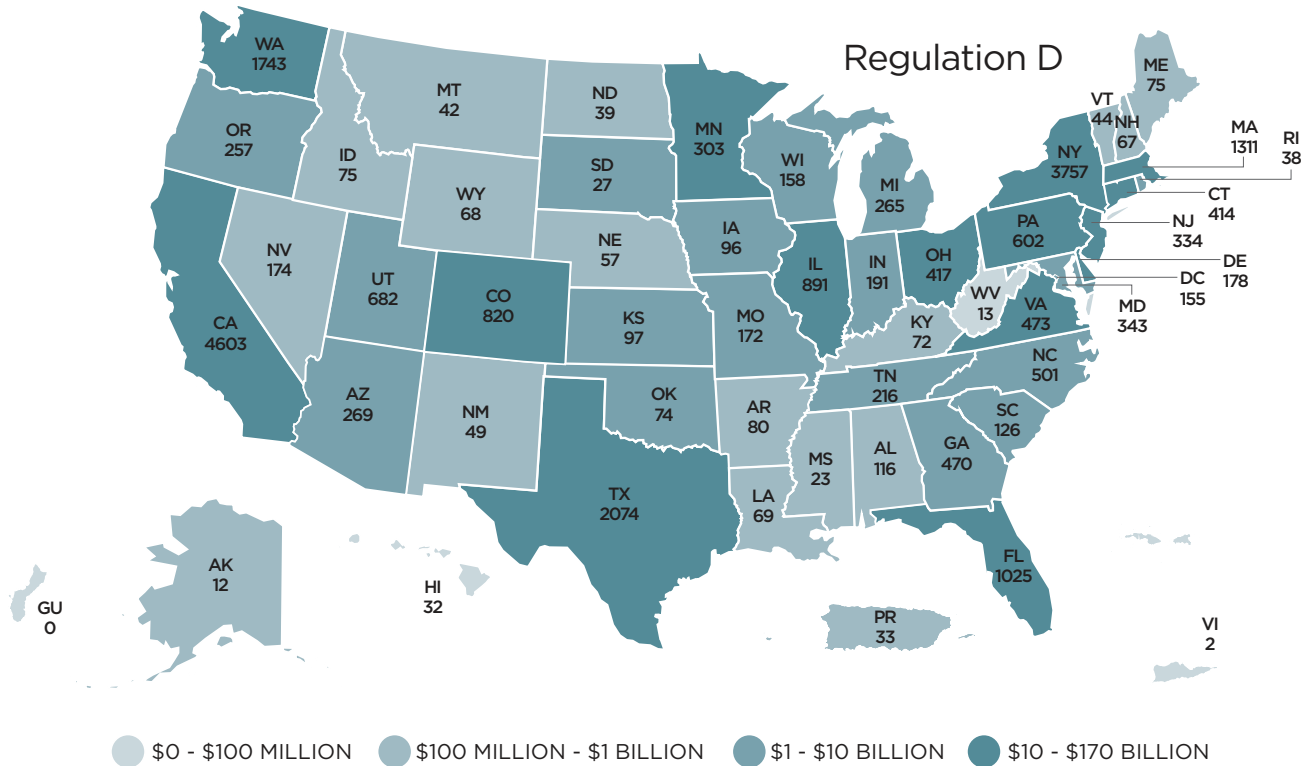 Regulation D
WA
1743
OR
257
CA
4603
ID
75
NV
174
MT
42
WY
68
UT
682
AZ
269
CO
820
NM
49
ND
39
SD
27
NE
57
KS
97
OK
74
TX
2074
MN
303
IA
96
MO
172
AR
80
LA
69
WI
158
IL
891
MI
265
IN
191
OH
417
KY
72
TN
216
MS
23
AL
116
GA
470
FL
1025
SC
126
NC
501
VA
473
WV
13
PA
602
NY
3757
VT
44
NH
67
ME
75
MA
1311
RI
38
CT
414
NJ
334
DE
178
DC
155
MD
343
AK
12
HI
32
GU
0
PR
33
VI
2
$0 - $100 MILLION
$100 MILLION - $1 BILLION
$1 - $10 BILLION
$10 - $170 BILLION